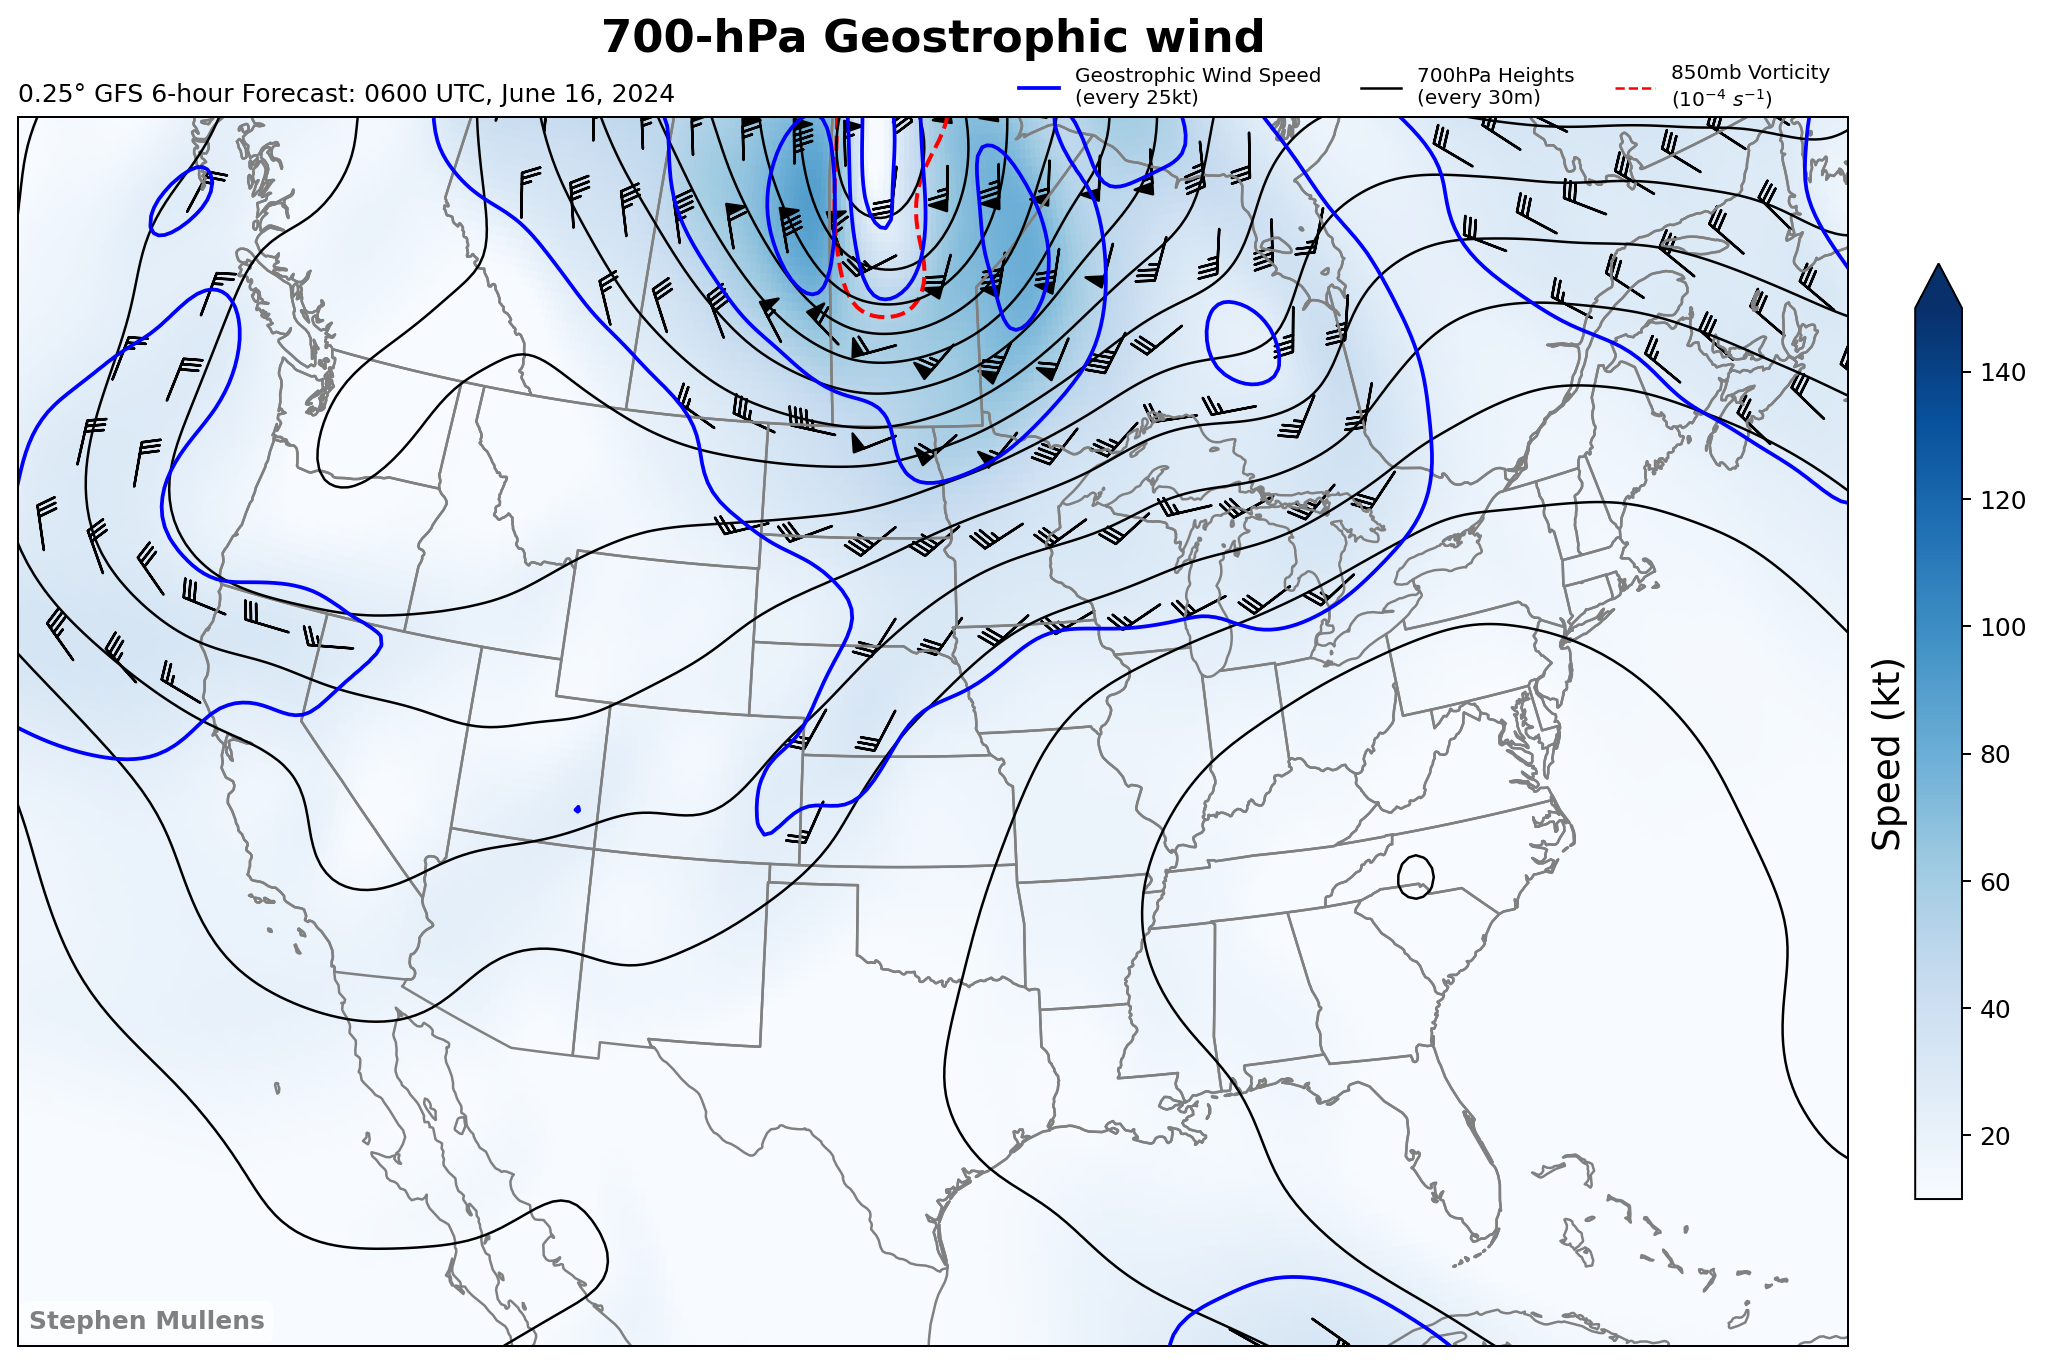 700-hPa Geostrophic wind
0.25° GFS 6-hour Forecast: 0600 UTC, June 16, 2024
Geostrophic Wind Speed
(every 25kt)
700hPa Heights
(every 30m)
850mb Vorticity
(10⁻⁴ s⁻¹)
140
120
100
80
60
40
20
Speed (kt)
Stephen Mullens